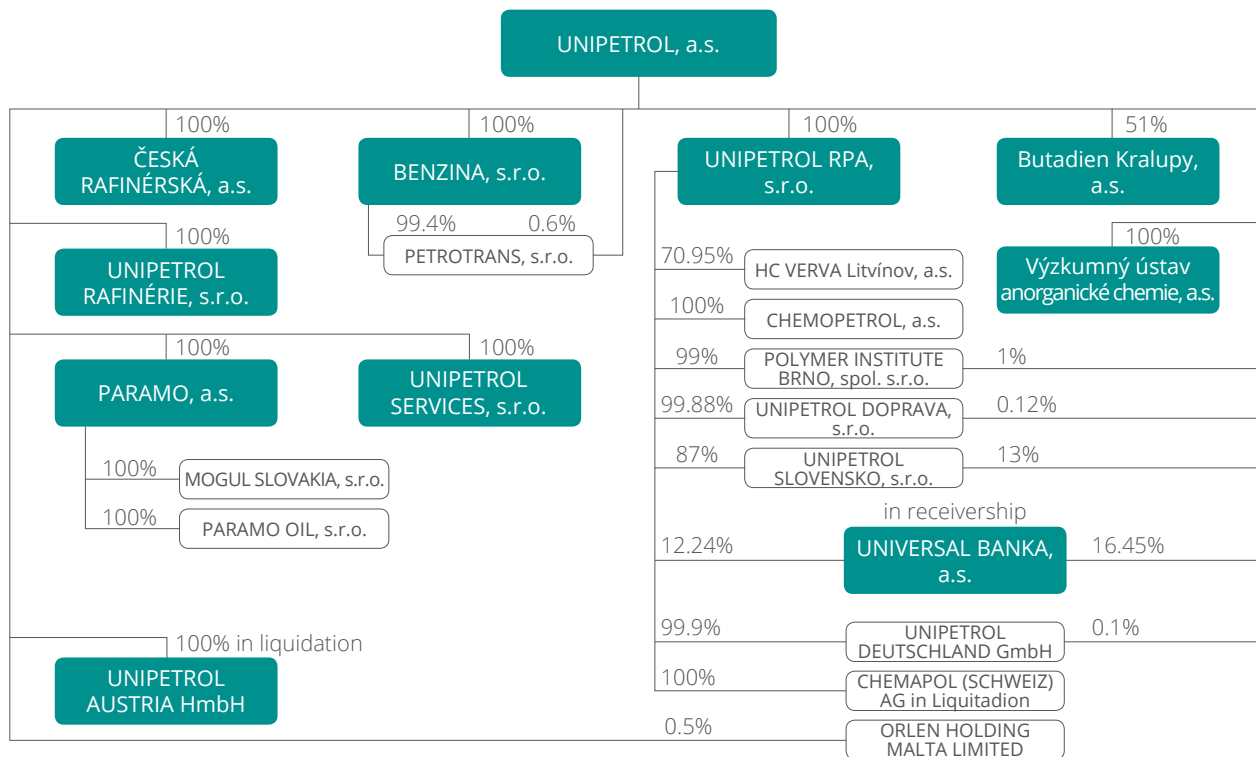 UNIPETROL, a.s.
100%
100%
100%
51%
ČESKÁ
RAFINÉRSKÁ, a.s.
BENZINA, s.r.o.
UNIPETROL RPA,
s.r.o.
Butadien Kralupy,
a.s.
99.4%
0.6%
PETROTRANS, s.r.o.
100%
UNIPETROL
RAFINÉRIE, s.r.o.
100%
Výzkumný ústav
anorganické chemie, a.s.
70.95%
HC VERVA Litvínov, a.s.
100%
CHEMOPETROL, a.s.
100%
PARAMO, a.s.
100%
UNIPETROL
SERVICES, s.r.o.
99%
POLYMER INSTITUTE
BRNO, spol. s.r.o.
1%
99.88%
UNIPETROL DOPRAVA,
s.r.o.
0.12%
87%
UNIPETROL
SLOVENSKO, s.r.o.
13%
100%
MOGUL SLOVAKIA, s.r.o.
100%
PARAMO OIL, s.r.o.
in receivership
12.24%
UNIVERSAL BANKA,
a.s.
16.45%
100% in liquidation
UNIPETROL
AUSTRIA HmbH
99.9%
UNIPETROL
DEUTSCHLAND GmbH
0.1%
100%
CHEMAPOL (SCHWEIZ)
AG in Liquitadion
0.5%
ORLEN HOLDING
MALTA LIMITED